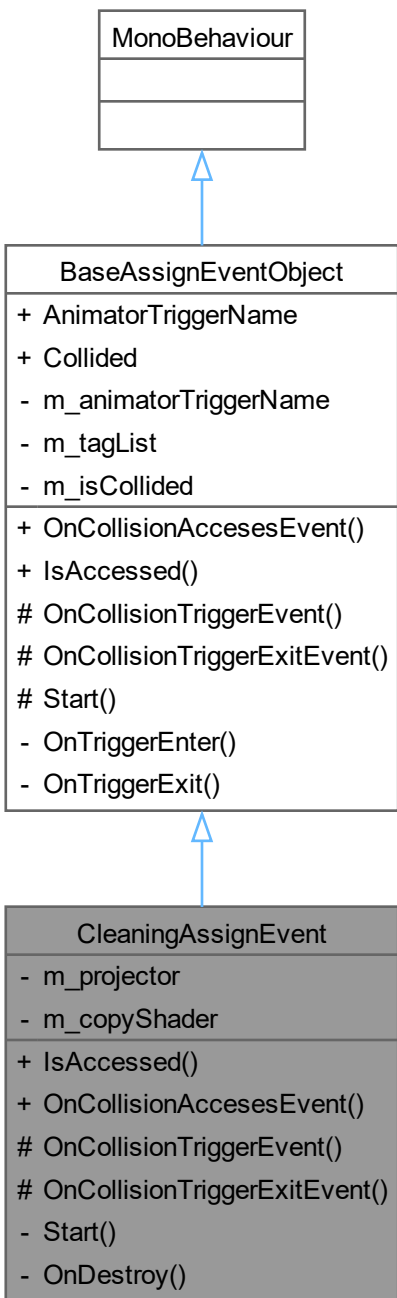 MonoBehaviour
BaseAssignEventObject
+ AnimatorTriggerName
+ Collided
- m_animatorTriggerName
- m_tagList
- m_isCollided
+ OnCollisionAccesesEvent()
+ IsAccessed()
# OnCollisionTriggerEvent()
# OnCollisionTriggerExitEvent()
# Start()
- OnTriggerEnter()
- OnTriggerExit()
CleaningAssignEvent
- m_projector
- m_copyShader
+ IsAccessed()
+ OnCollisionAccesesEvent()
# OnCollisionTriggerEvent()
# OnCollisionTriggerExitEvent()
- Start()
- OnDestroy()